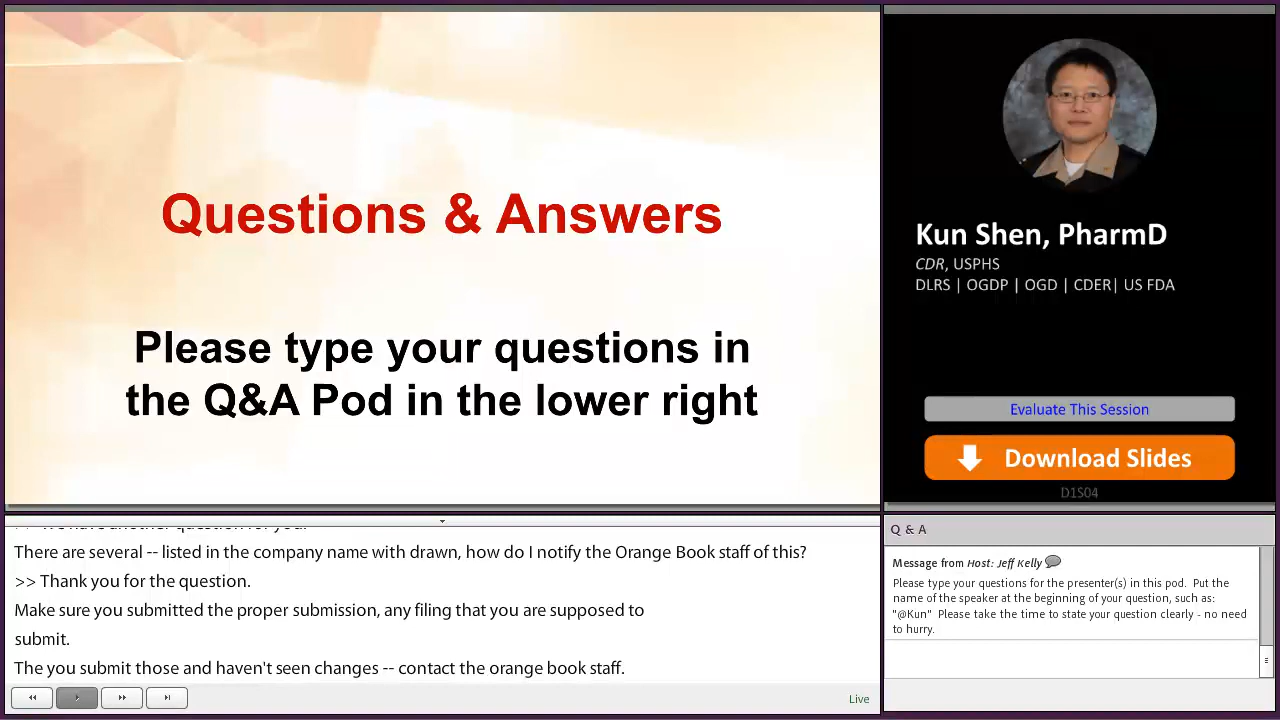 Questions & Answers
Please type your questions in
the Q&A Pod in the lower right
Kun Shen, PharmD
CDR, USPHS
DLRS | OGDP | OGD | CDER| US FDA
Evaluate This Session
Download Slides
D1S04
There are several -- listed in the company name with drawn, how do I notify the Orange Book staff of this?
>> Thank you for the question.
Make sure you submitted the proper submission, any filing that you are supposed to
submit.
The you submit those and haven't seen changes -- contact the orange book staff.
Live
Q & A
Message from Host: Jeff Kelly
Please type your questions for the presenter(s) in this pod. Put the
name of the speaker at the beginning of your question, such as:
"@Kun" Please take the time to state your question clearly - no need
to hurry.